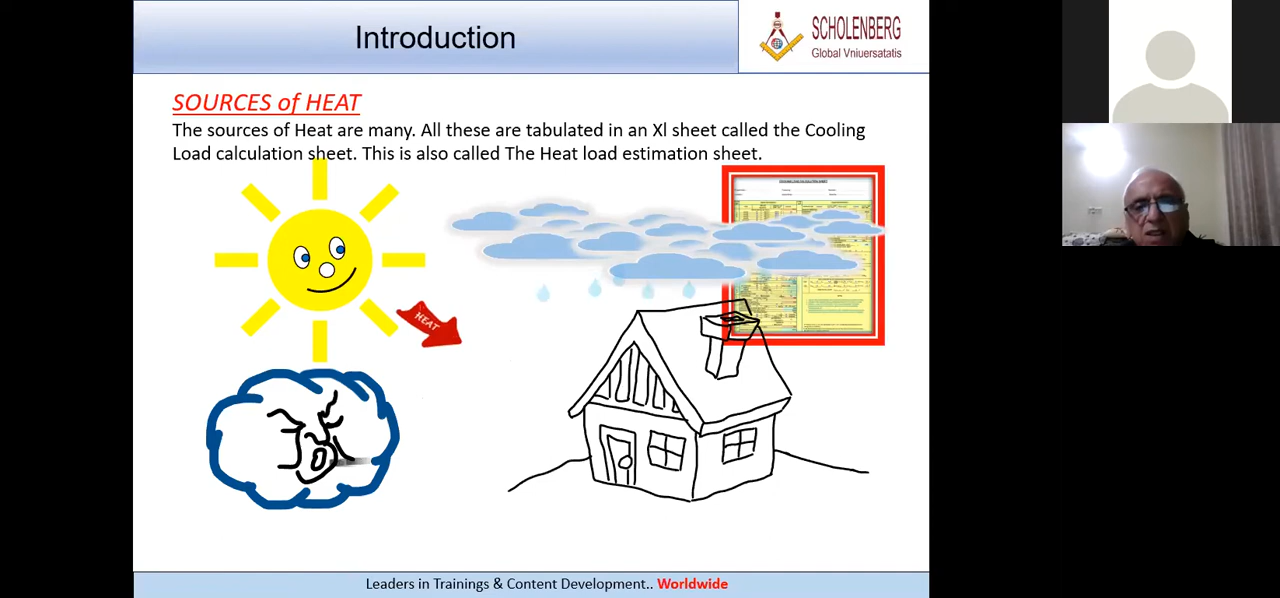 Introduction
SCHOLENBERG
Global Vniuersatatis
SOURCES of HEAT
The sources of Heat are many. All these are tabulated in an Xl sheet called the Cooling
Load calculation sheet. This is also called The Heat load estimation sheet.
HEAT
Leaders in Trainings & Content Development.. Worldwide